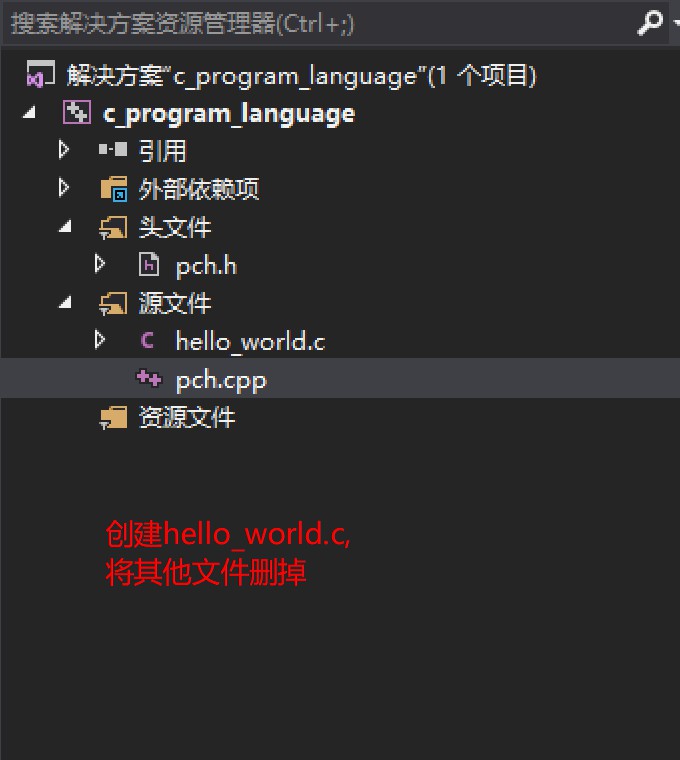 搜索解决方案资源管理器(Ctrl+;)
解决方案"c_program_language"(1 个项目)
c_program_language
引用
外部依赖项
头文件
pch.h
源文件
hello_world.c
pch.cpp
资源文件
创建hello_world.c,
将其他文件删掉